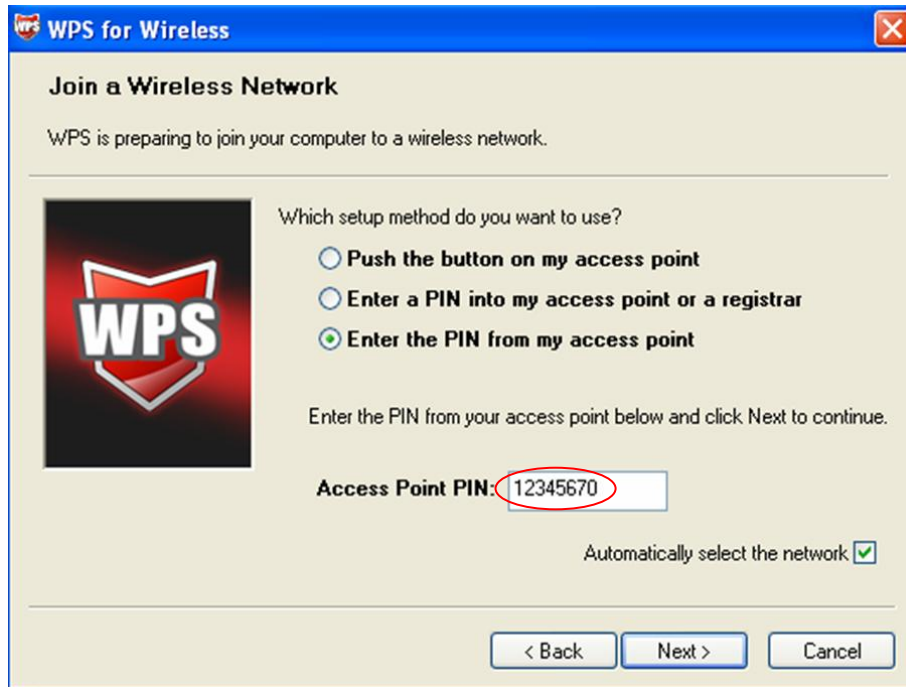 WPS WPS for Wireless
Join a Wireless Network
WPS is preparing to join your computer to a wireless network.
WPS
Which setup method do you want to use?
Push the button on my access point
Enter a PIN into my access point or a registrar
Enter the PIN from my access point
Enter the PIN from your access point below and click Next to continue.
Access Point PIN: 12345670
Automatically select the network
< Back Next > Cancel